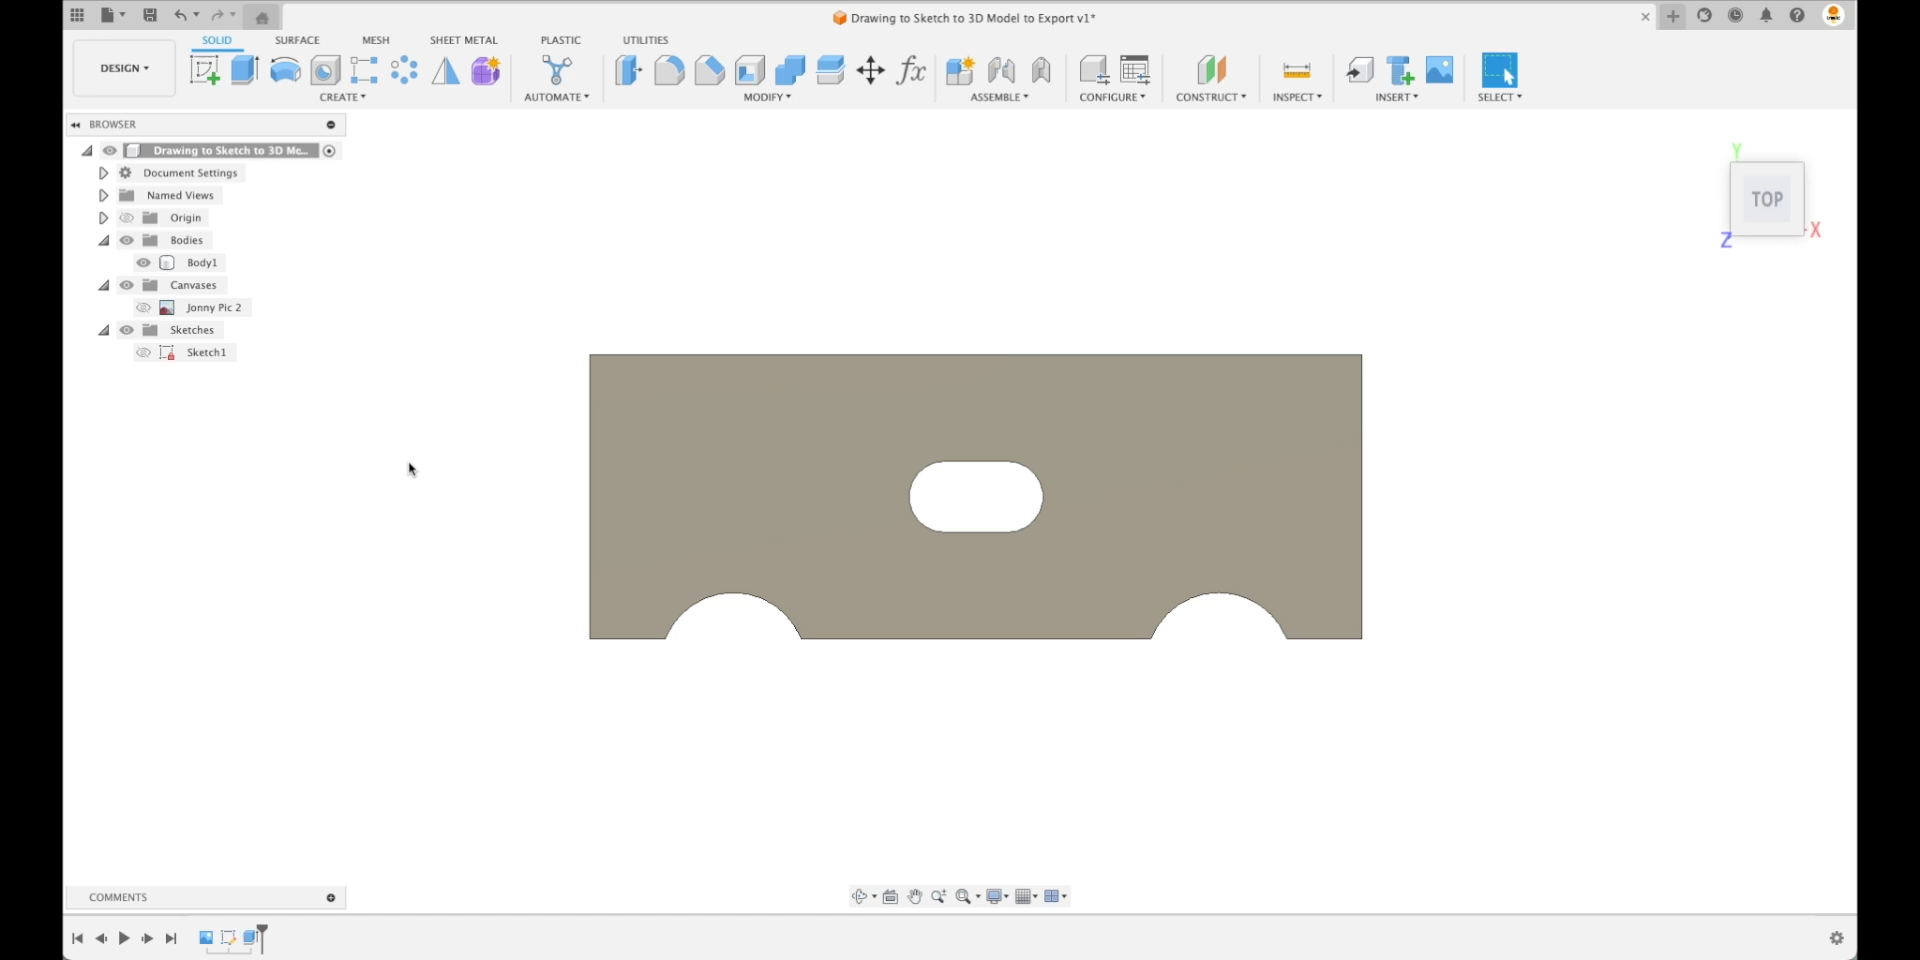 Drawing to Sketch to 3D Model to Export v1*
SOLID
SURFACE
MESH
SHEET METAL
PLASTIC
UTILITIES
DESIGN
fx
CREATE
AUTOMATE
MODIFY
ASSEMBLE
CONFIGURE
CONSTRUCT
INSPECT
INSERT
SELECT
BROWSER
Drawing to Sketch to 3D Mc...
Document Settings
Named Views
Origin
Bodies
Body1
Canvases
Jonny Pic 2
Sketches
Sketch1
Y
TOP
X
Z
COMMENTS